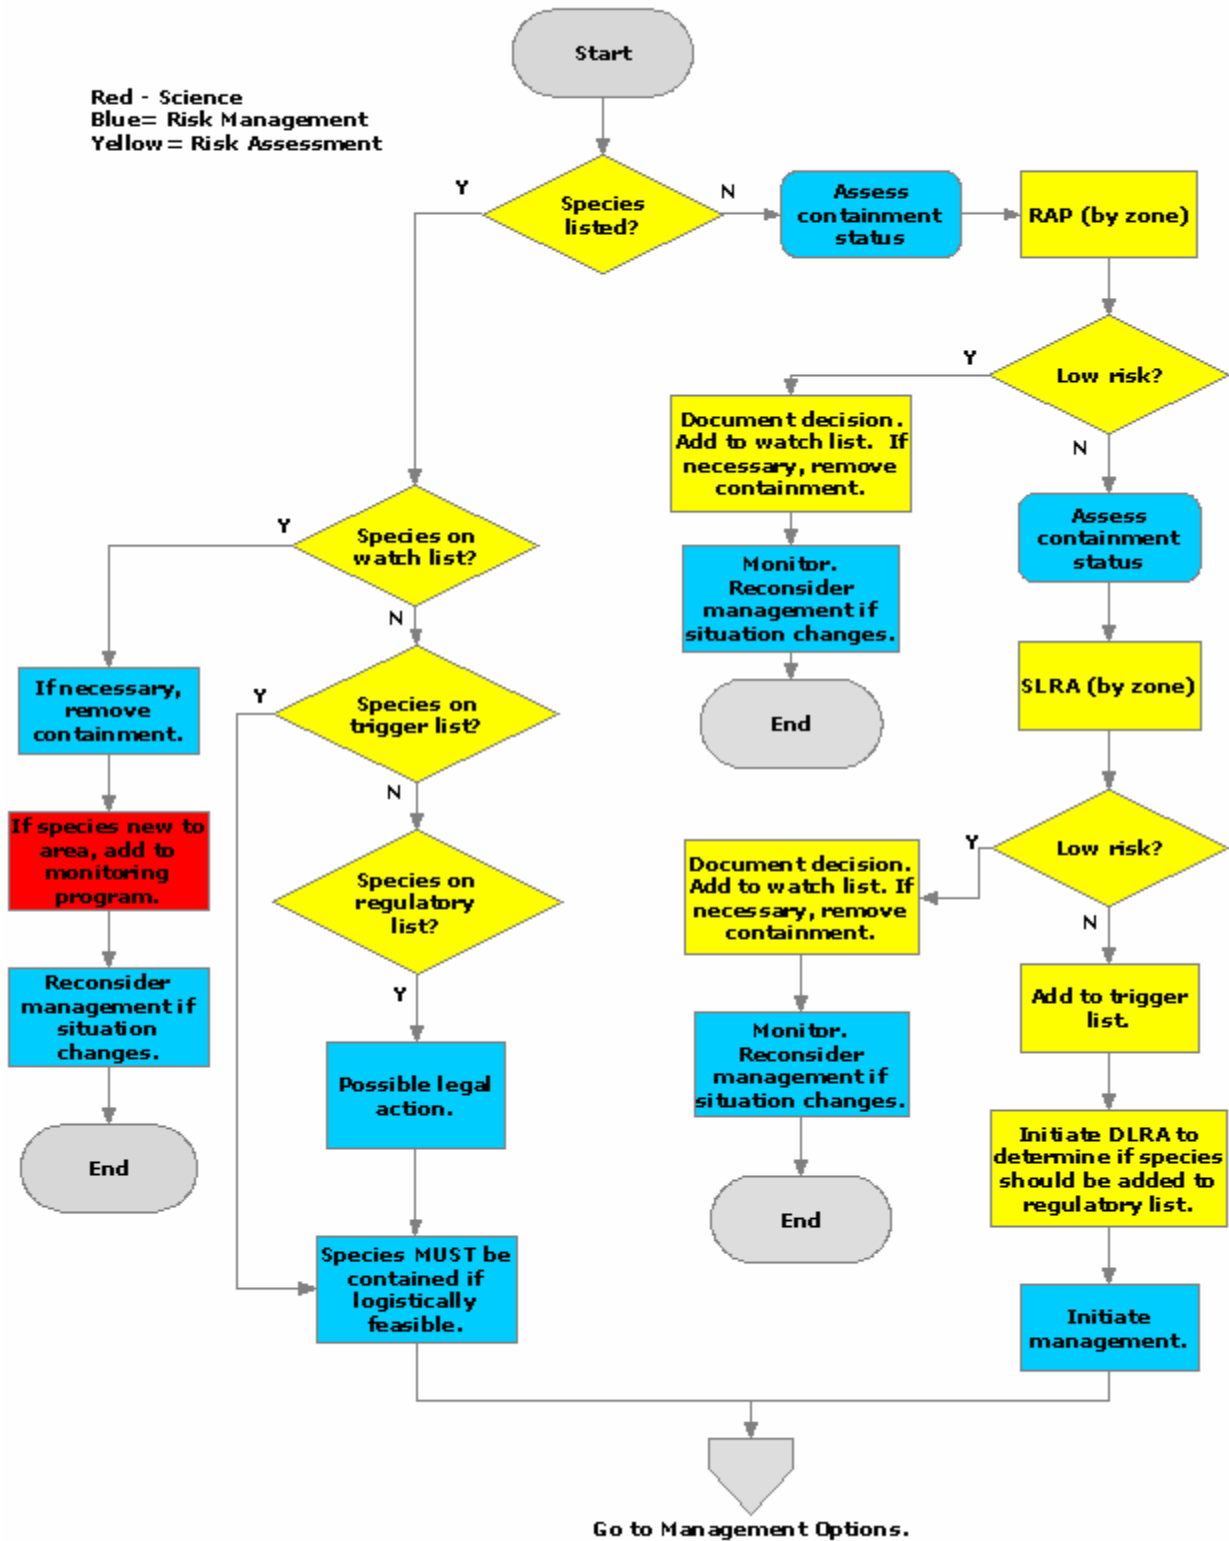 Start
Red - Science
Blue= Risk Management
Yellow = Risk Assessment
Y
Species
listed?
N
Assess
containment
status
RAP (by zone)
Y
Low risk?
N
Document decision.
Add to watch list. If
necessary, remove
containment.
Monitor.
Reconsider
management if
situation changes.
End
Assess
containment
status
SLRA (by zone)
Y
Low risk?
N
Document decision.
Add to watch list. If
necessary, remove
containment.
Monitor.
Reconsider
management if
situation changes.
End
Add to trigger
list.
Initiate DLRA to
determine if species
should be added to
regulatory list.
Initiate
management.
Y
Species on
watch list?
N
If necessary,
remove
containment.
If species new to
area, add to
monitoring
program.
Reconsider
management if
situation
changes.
End
Y
Species on
trigger list?
N
Species on
regulatory
list?
Y
Possible legal
action.
Species MUST be
contained if
logistically
feasible.
Go to Management Options.